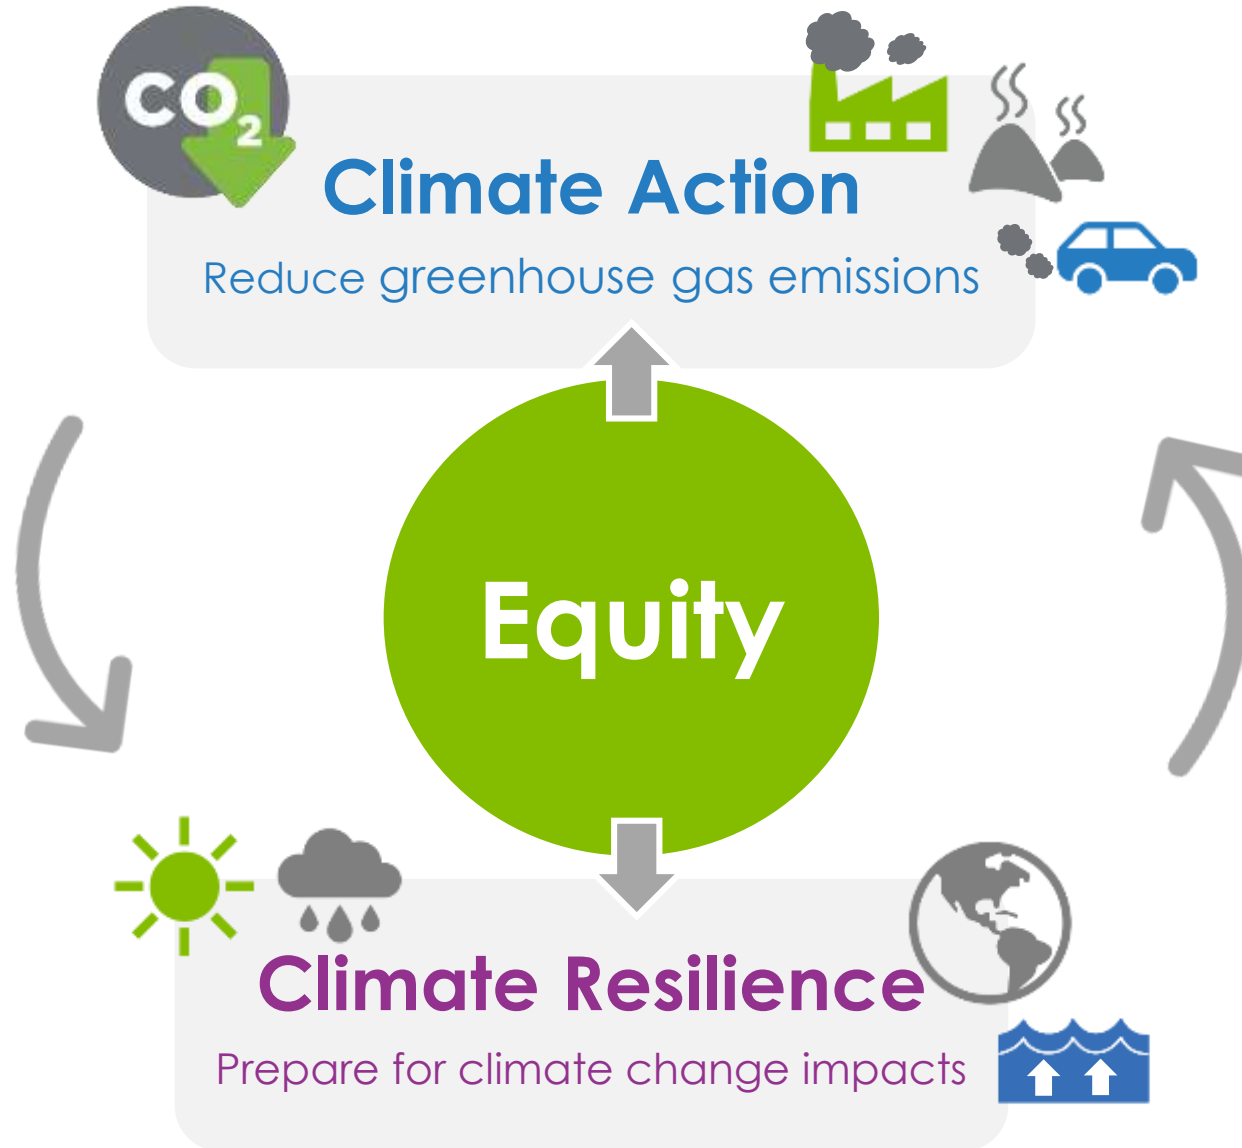 CO2
Climate Action
Reduce greenhouse gas emissions
Equity
Climate Resilience
Prepare for climate change impacts